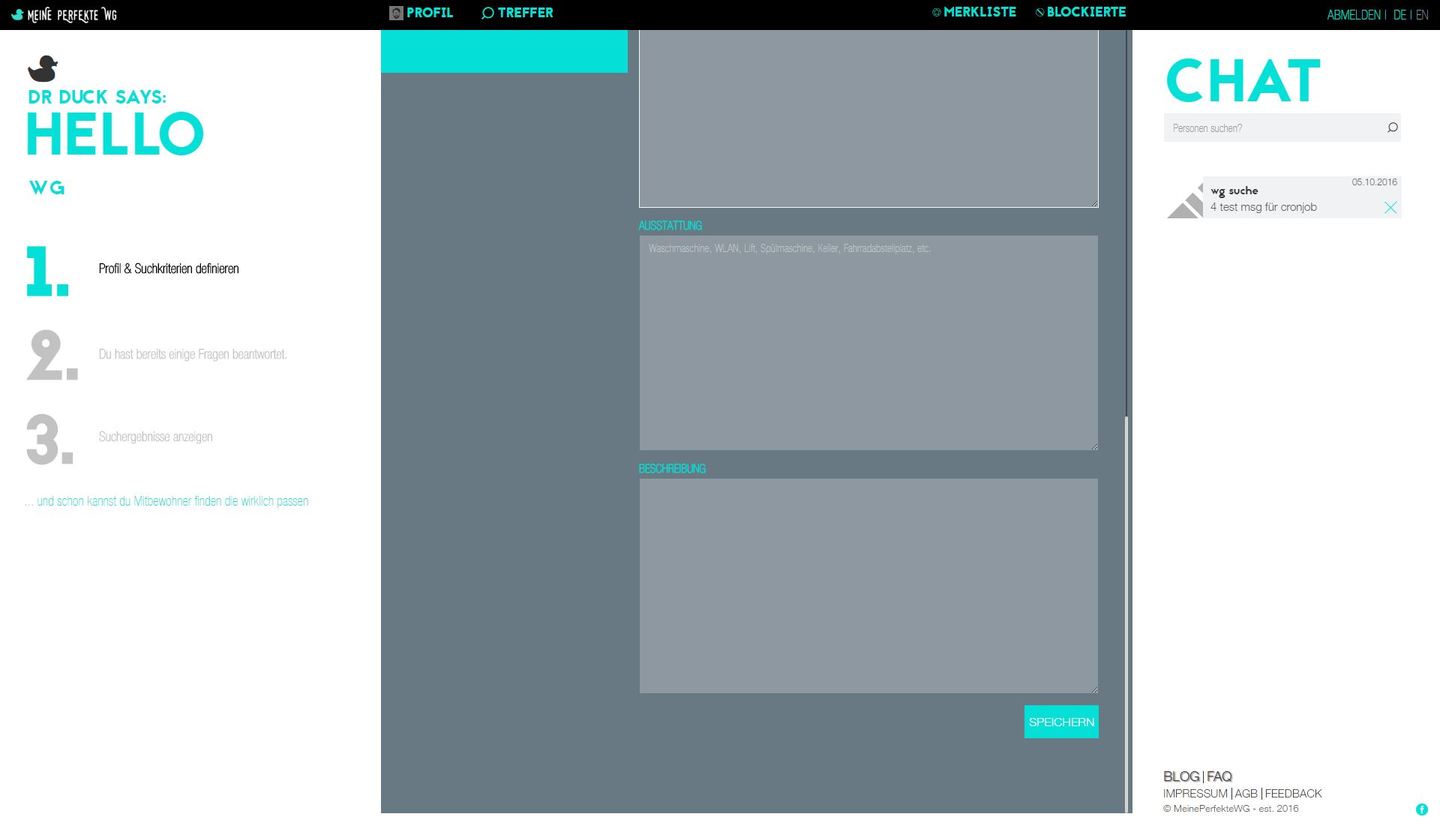 MEINE PERFEKTE WG
PROFIL
TREFFER
MERKLISTE
BLOCKIERTE
ABMELDEN | DE | EN
DR DUCK SAYS:
HELLO
WG
1.
Profil & Suchkriterien definieren
2.
Du hast bereits einige Fragen beantwortet.
3.
Suchergebnisse anzeigen
... und schon kannst du Mitbewohner finden die wirklich passen
AUSSTATTUNG
Waschmaschine, WLAN, Lift, Spülmaschine, Keller, Fahrradabstellplatz, etc.
BESCHREIBUNG
SPEICHERN
CHAT
Personen suchen?
05.10.2016
wg suche
4 test msg für cronjob
BLOG | FAQ
IMPRESSUM | AGB | FEEDBACK
© MeinePerfekteWG - est. 2016